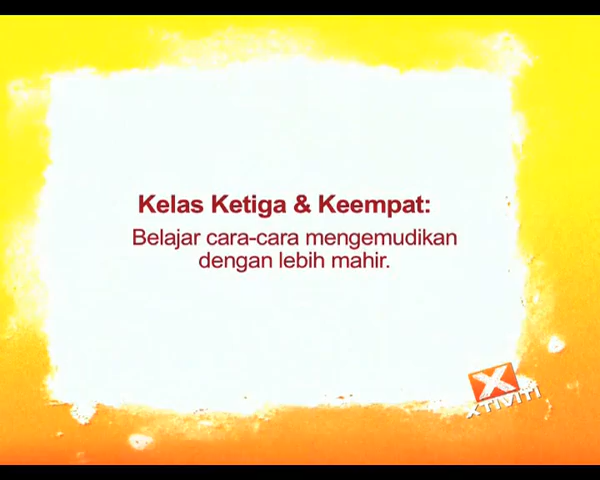 Kelas Ketiga & Keempat:
Belajar cara-cara mengemudikan
dengan lebih mahir.
X
XTIVITI